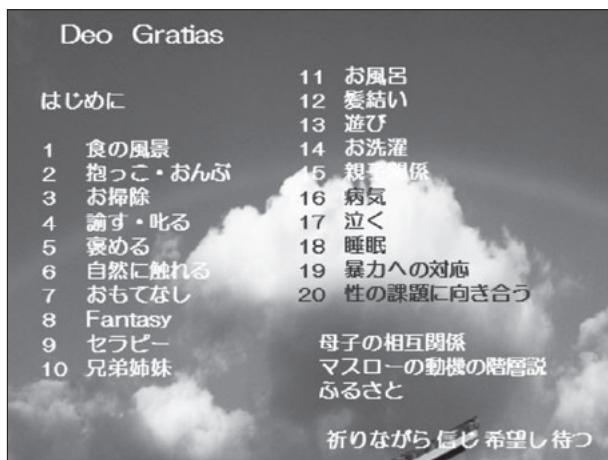 Deo Gratias
はじめに
1 食の風景
2 抱っこ・おんぶ
3 お掃除
4 諭す・叱る
5 褒める
6 自然に触れる
7 おもてなし
8 Fantasy
9 セラピー
10 兄弟姉妹
11 お風呂
12 髪結い
13 遊び
14 お洗濯
15 親子関係
16 病気
17 泣く
18 睡眠
19 暴力への対応
20 性の課題に向き合う
母子の相互関係
マスローの動機の階層説
ふるさと
祈りながら 信じ 希望し 待つ